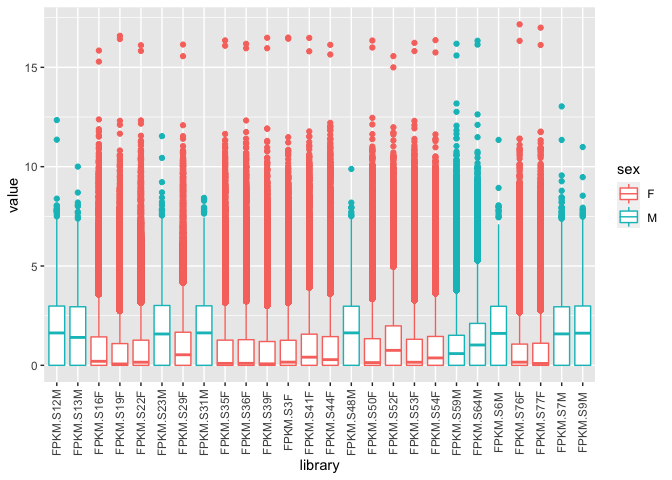 value
15
10
5
0
FPKM.S12M
FPKM.S13M
FPKM.S16F
FPKM.S19F
FPKM.S22F
FPKM.S23M
FPKM.S29F
FPKM.S31M
FPKM.S35F
FPKM.S36F
FPKM.S39F
FPKM.S3F
FPKM.S41F
FPKM.S44F
FPKM.S48M
FPKM.S50F
FPKM.S52F
FPKM.S53F
FPKM.S54F
FPKM.S59M
FPKM.S64M
FPKM.S6M
FPKM.S76F
FPKM.S77F
FPKM.S7M
FPKM.S9M
library
sex
F
M